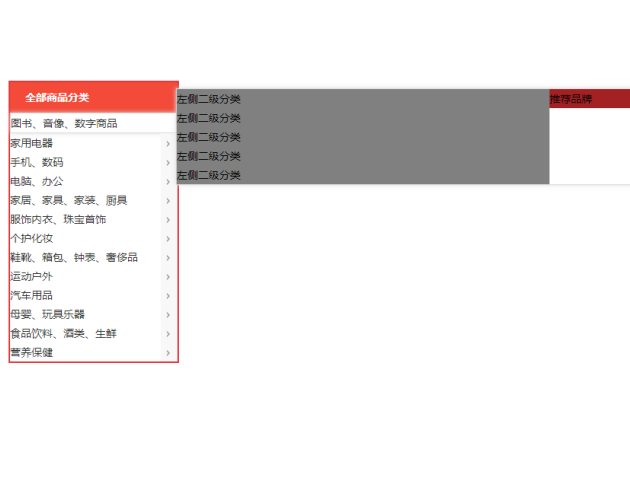 全部商品分类
图书、音像、数字商品
家用电器
手机、数码
电脑、办公
家居、家具、家装、厨具
服饰内衣、珠宝首饰
个护化妆
鞋靴、箱包、钟表、奢侈品
运动户外
汽车用品
母婴、玩具乐器
食品饮料、酒类、生鲜
营养保健
左侧二级分类
左侧二级分类
左侧二级分类
左侧二级分类
左侧二级分类
推荐品牌